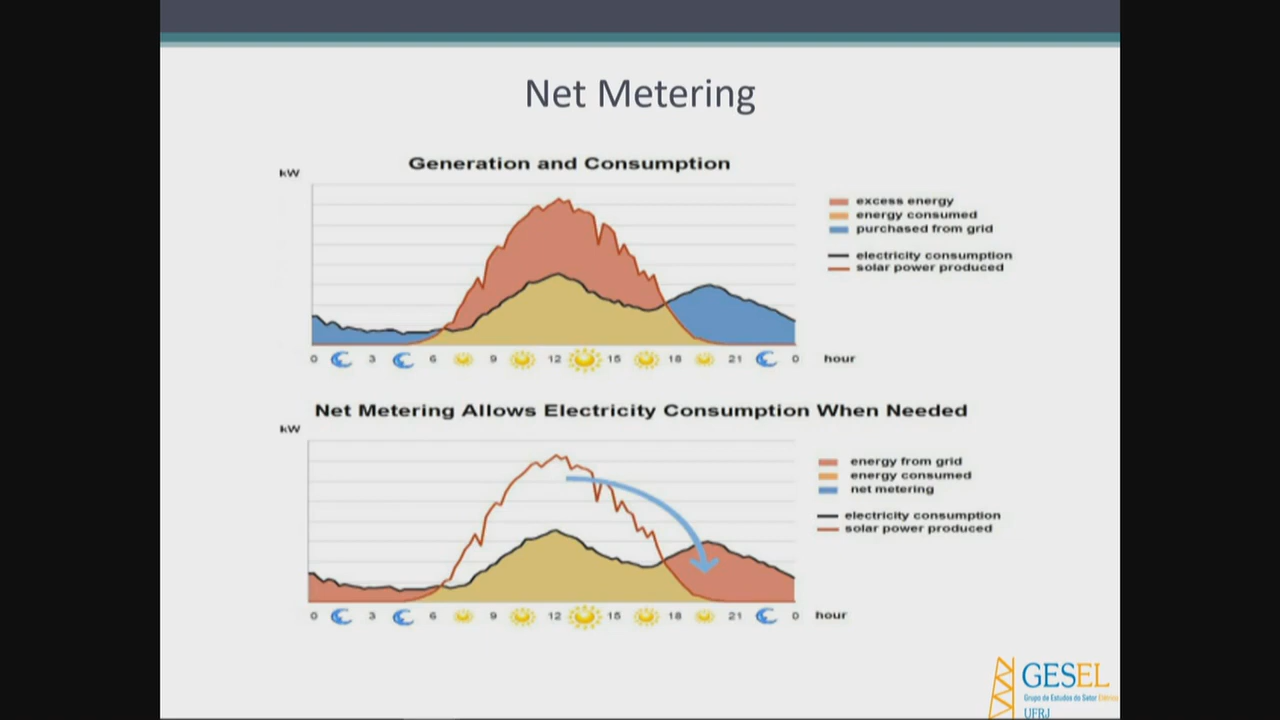 Net Metering
Generation and Consumption
kW
excess energy
energy consumed
purchased from grid
electricity consumption
solar power produced
0 3 6 9 12 15 18 21 0 hour
Net Metering Allows Electricity Consumption When Needed
kW
energy from grid
energy consumed
net metering
electricity consumption
solar power produced
0 3 6 9 12 15 18 21 0 hour
GESEL
Grupo de Estudos do Setor Elétrico
UFRJ